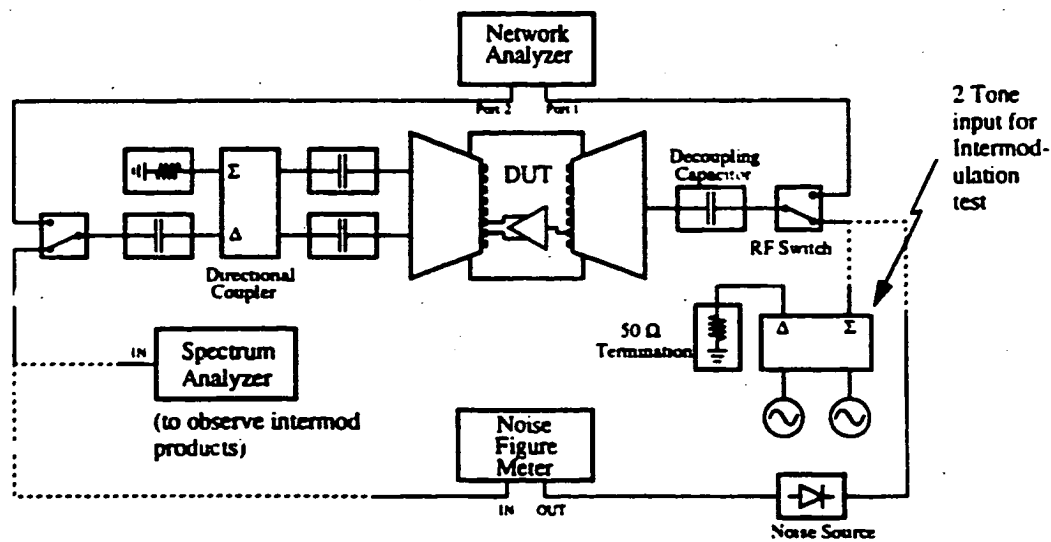 Network
Analyzer
Port 2
Port 1
2 Tone
input for
Intermod-
ulation
test
Σ
Δ
Directional
Coupler
DUT
Decoupling
Capacitor
RF Switch
50 Ω
Termination
Δ
Σ
IN
Spectrum
Analyzer
(to observe intermod
products)
Noise
Figure
Meter
IN
OUT
Noise Source